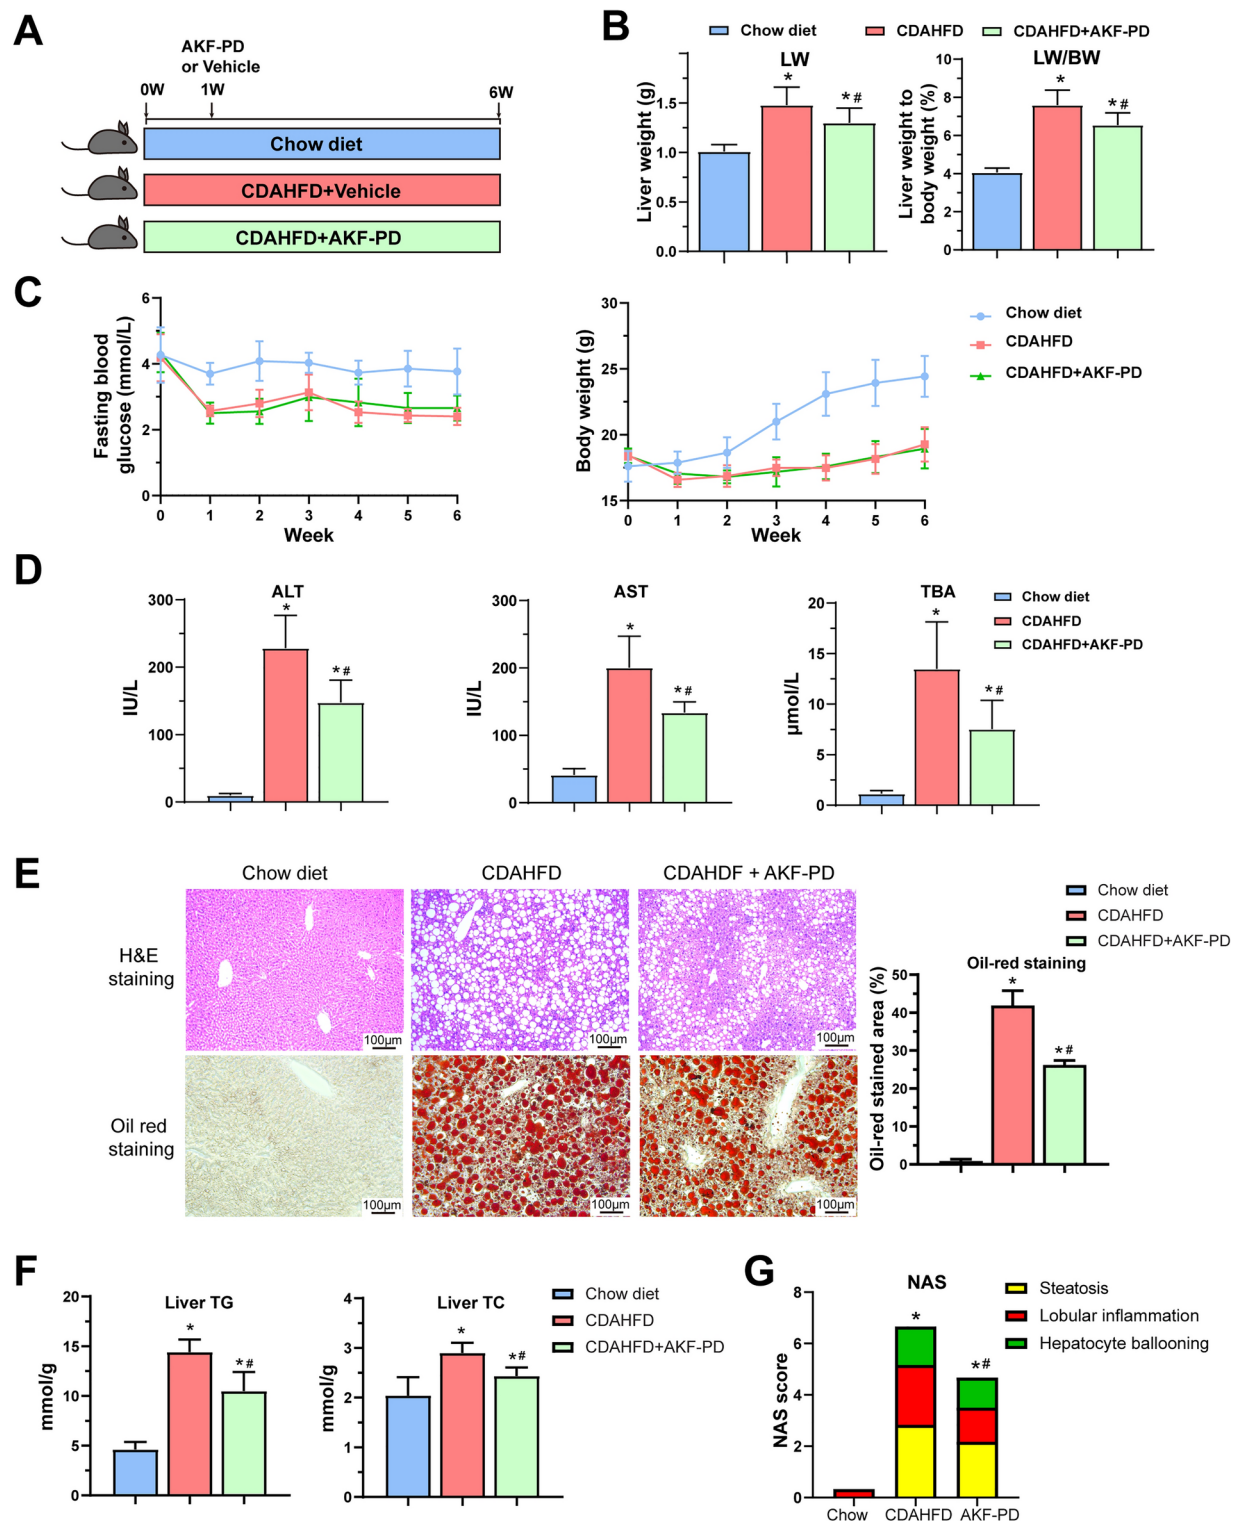 A
AKF-PD
or Vehicle
0W
1W
6W
Chow diet
CDAHFD+Vehicle
CDAHFD+AKF-PD
B
Chow diet
CDAHFD
CDAHFD+AKF-PD
LW
Liver weight (g)
1.5
1.0
0.5
0.0
*
*#
LW/BW
Liver weight to
body weight (%)
10
8
6
4
2
0
*
*#
C
Fasting blood
glucose (mmol/L)
6
4
2
0
0 1 2 3 4 5 6
Week
Body weight (g)
30
25
20
15
0 1 2 3 4 5 6
Week
Chow diet
CDAHFD
CDAHFD+AKF-PD
D
ALT
IU/L
300
200
100
0
*
*#
AST
IU/L
300
200
100
0
*
*#
TBA
µmol/L
20
15
10
5
0
*
*#
Chow diet
CDAHFD
CDAHFD+AKF-PD
E
Chow diet
CDAHFD
CDAHDF + AKF-PD
H&E
staining
100µm
100µm
100µm
Oil red
staining
100µm
100µm
100µm
Chow diet
CDAHFD
CDAHFD+AKF-PD
Oil-red staining
Oil-red stained area (%)
50
40
30
20
10
0
*
*#
F
Liver TG
mmol/g
20
15
10
5
0
*
*#
Liver TC
mmol/g
4
3
2
1
0
*
*#
Chow diet
CDAHFD
CDAHFD+AKF-PD
G
NAS
NAS score
8
6
4
2
0
*
*#
Chow
CDAHFD
AKF-PD
Steatosis
Lobular inflammation
Hepatocyte ballooning